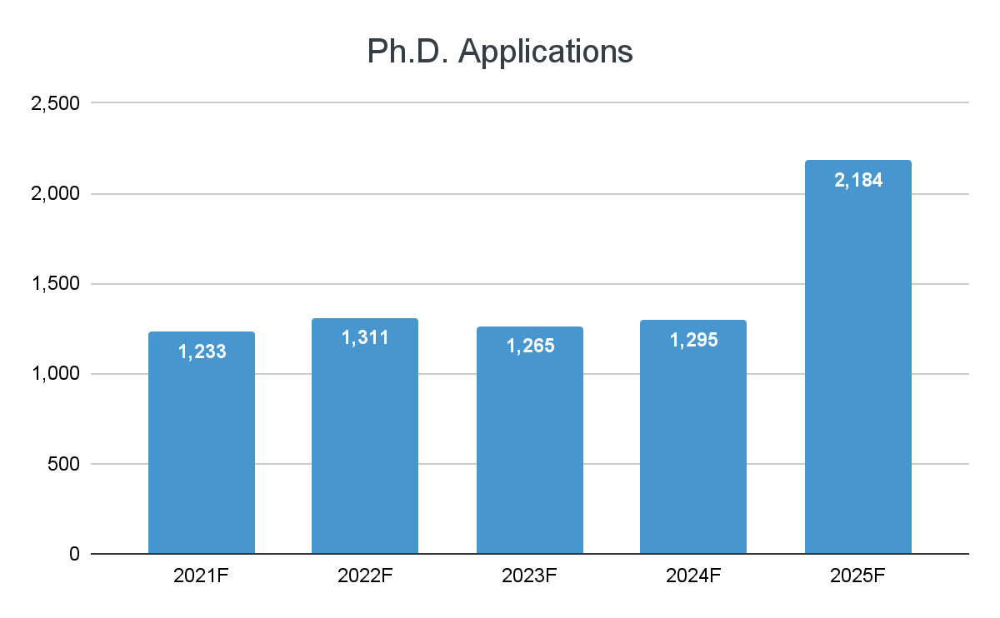 Ph.D. Applications
2,500
2,000
1,500
1,000
500
0
1,233
1,311
1,265
1,295
2,184
2021F
2022F
2023F
2024F
2025F